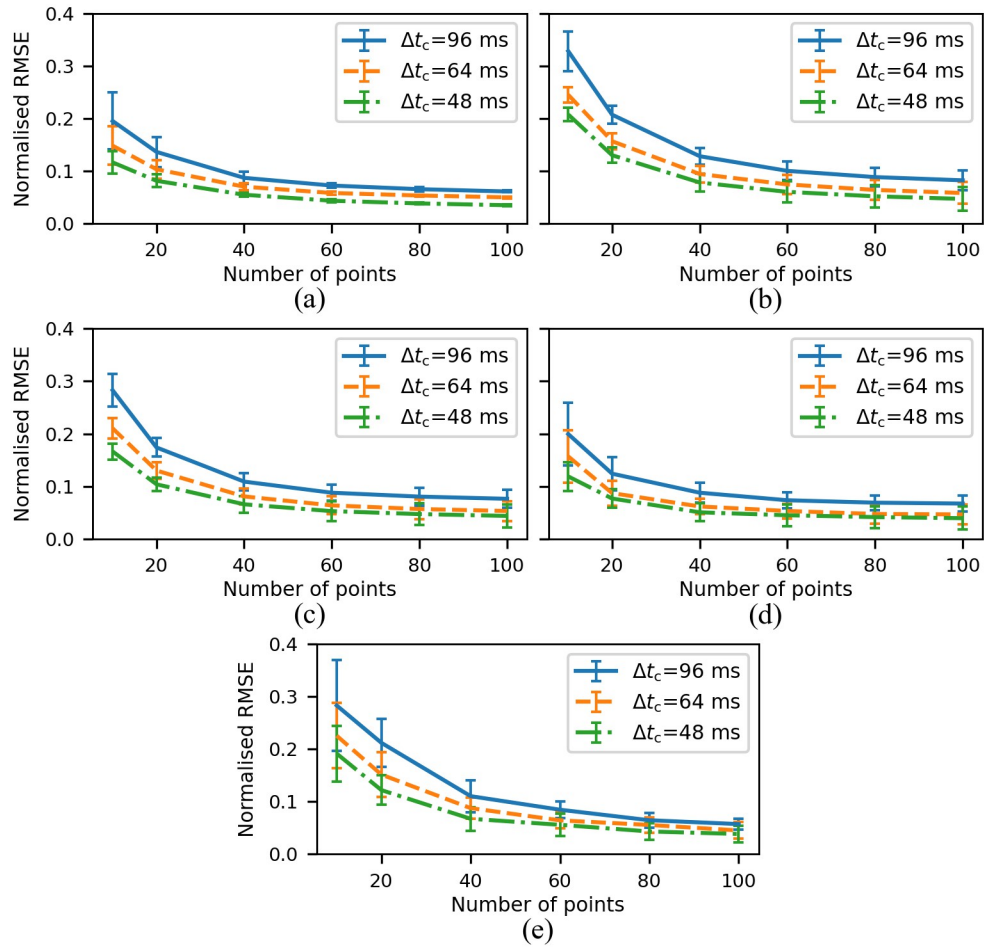 0.4
0.3
0.2
0.1
0.0
Normalised RMSE
Δtc=96 ms
Δtc=64 ms
Δtc=48 ms
20 40 60 80 100
Number of points
(a)
Δtc=96 ms
Δtc=64 ms
Δtc=48 ms
20 40 60 80 100
Number of points
(b)
0.4
0.3
0.2
0.1
0.0
Normalised RMSE
Δtc=96 ms
Δtc=64 ms
Δtc=48 ms
20 40 60 80 100
Number of points
(c)
Δtc=96 ms
Δtc=64 ms
Δtc=48 ms
20 40 60 80 100
Number of points
(d)
0.4
0.3
0.2
0.1
0.0
Normalised RMSE
Δtc=96 ms
Δtc=64 ms
Δtc=48 ms
20 40 60 80 100
Number of points
(e)